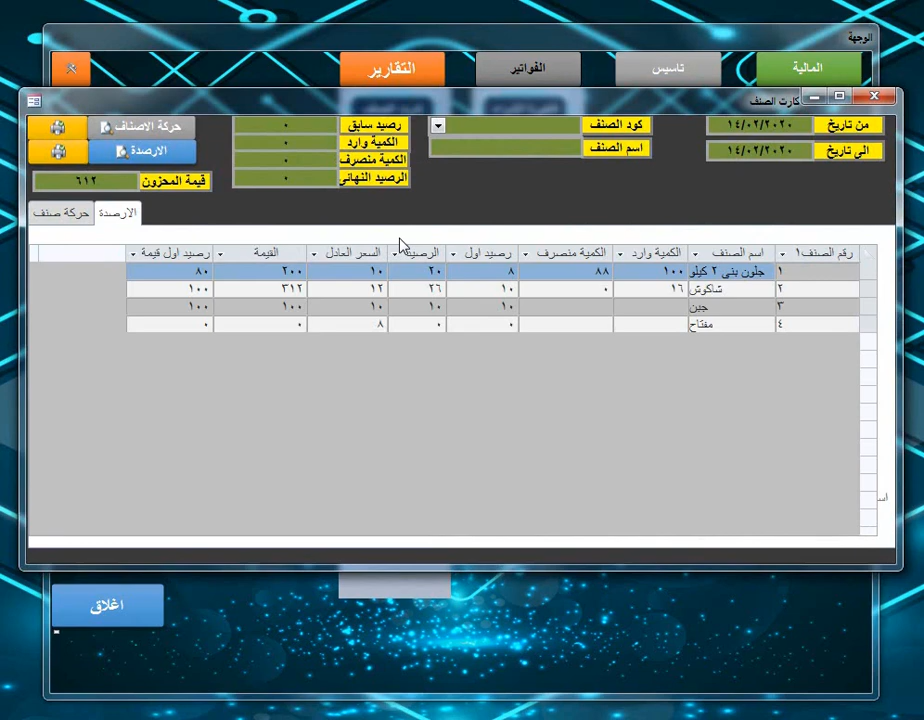 الوجهة
المالية
تاسيس
الفواتير
التقارير
كارت الصنف
من تاريخ ١٤/٠٢/٢٠٢٠
الى تاريخ ١٤/٠٢/٢٠٢٠
كود الصنف
اسم الصنف
رصيد سابق ٠
الكمية وارد ٠
الكمية منصرف ٠
الرصيد النهائى ٠
حركة الاصناف
الارصدة
قيمة المخزون ٦١٢
الارصدة
حركة صنف
رقم الصنف١ اسم الصنف الكمية وارد الكمية منصرف رصيد اول الرصيد السعر العادل القيمة رصيد اول قيمة
١ جلون بنى ٢ كيلو ١٠٠ ٨٨ ٨ ٢٠ ١٠ ٢٠٠ ٨٠
٢ شاكوش ١٦ ٠ ١٠ ٢٦ ١٢ ٣١٢ ١٠٠
٣ جبن ١٠ ١٠ ١٠ ١٠٠ ١٠٠
٤ مفتاح ٠ ٠ ٨ ٠ ٠
اغلاق